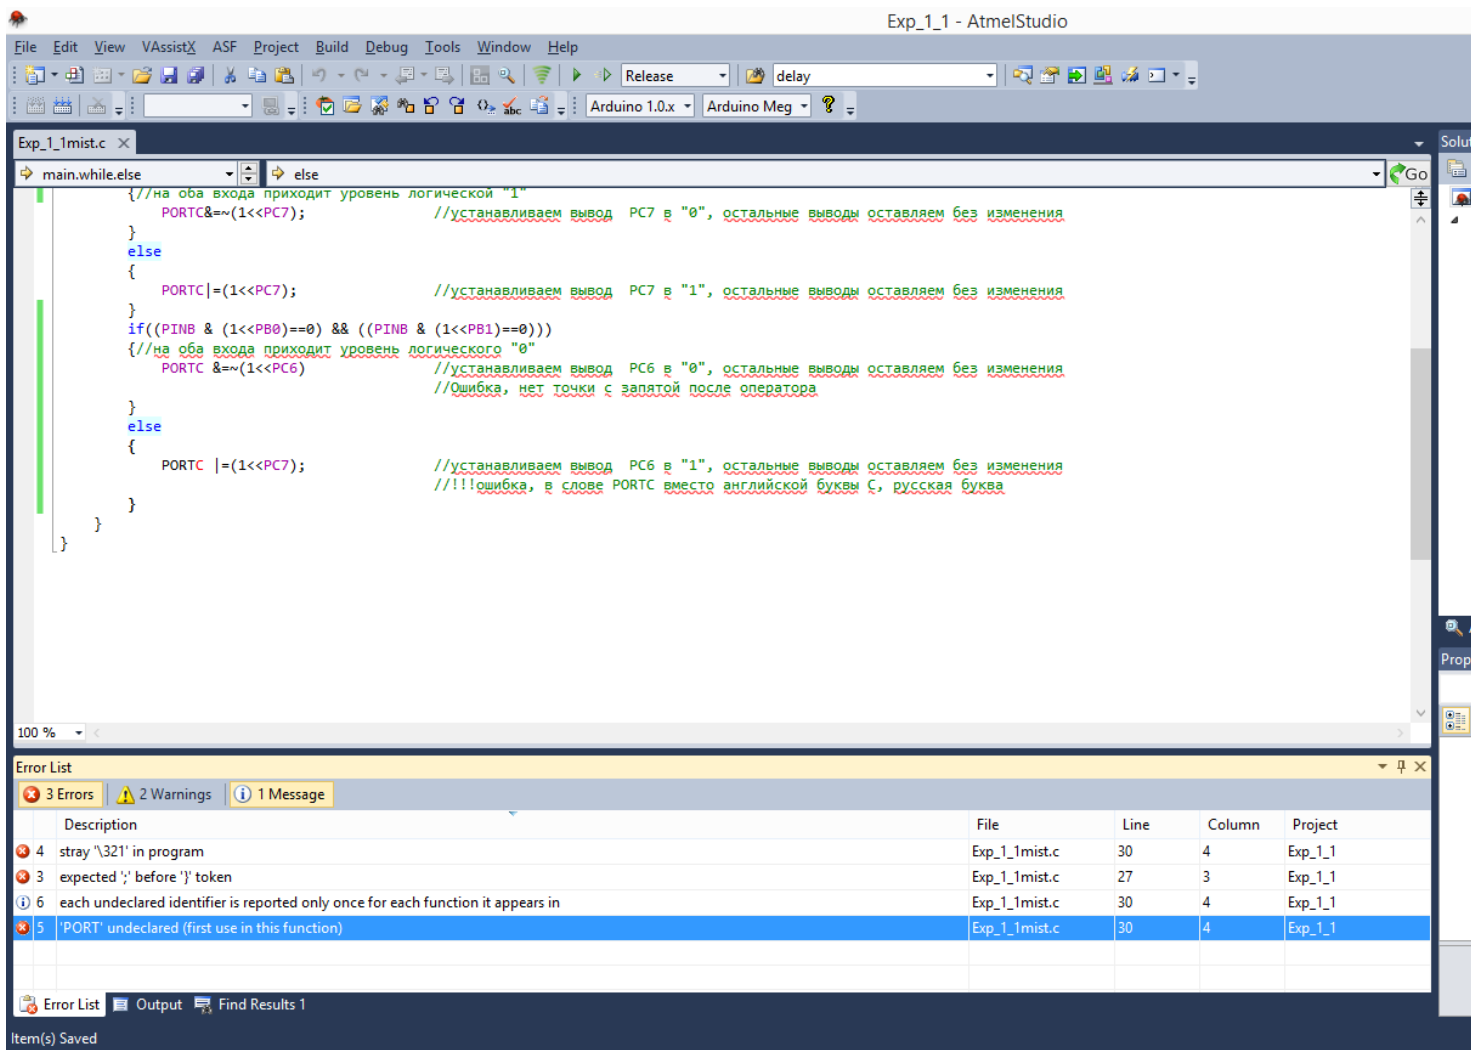 Exp_1_1 - AtmelStudio
File Edit View VAssistX ASF Project Build Debug Tools Window Help
Release delay
Arduino 1.0.x Arduino Meg
Exp_1_1mist.c
Solut
main.while.else else Go
{//на оба входа приходит уровень логической "1"
PORTC&=~(1<<PC7); //устанавливаем вывод PC7 в "0", остальные выводы оставляем без изменения
}
else
{
PORTC|=(1<<PC7); //устанавливаем вывод PC7 в "1", остальные выводы оставляем без изменения
}
if((PINB & (1<<PB0)==0) && ((PINB & (1<<PB1)==0)))
{//на оба входа приходит уровень логического "0"
PORTC &=~(1<<PC6) //устанавливаем вывод PC6 в "0", остальные выводы оставляем без изменения
//Ошибка, нет точки с запятой после оператора
}
else
{
PORTС |=(1<<PC7); //устанавливаем вывод PC6 в "1", остальные выводы оставляем без изменения
//!!!ошибка, в слове PORTC вместо английской буквы С, русская буква
}
}
}
Prop
100 %
Error List
3 Errors 2 Warnings 1 Message
Description File Line Column Project
4 stray '\321' in program Exp_1_1mist.c 30 4 Exp_1_1
3 expected ';' before '}' token Exp_1_1mist.c 27 3 Exp_1_1
6 each undeclared identifier is reported only once for each function it appears in Exp_1_1mist.c 30 4 Exp_1_1
5 'PORT' undeclared (first use in this function) Exp_1_1mist.c 30 4 Exp_1_1
Error List Output Find Results 1
Item(s) Saved